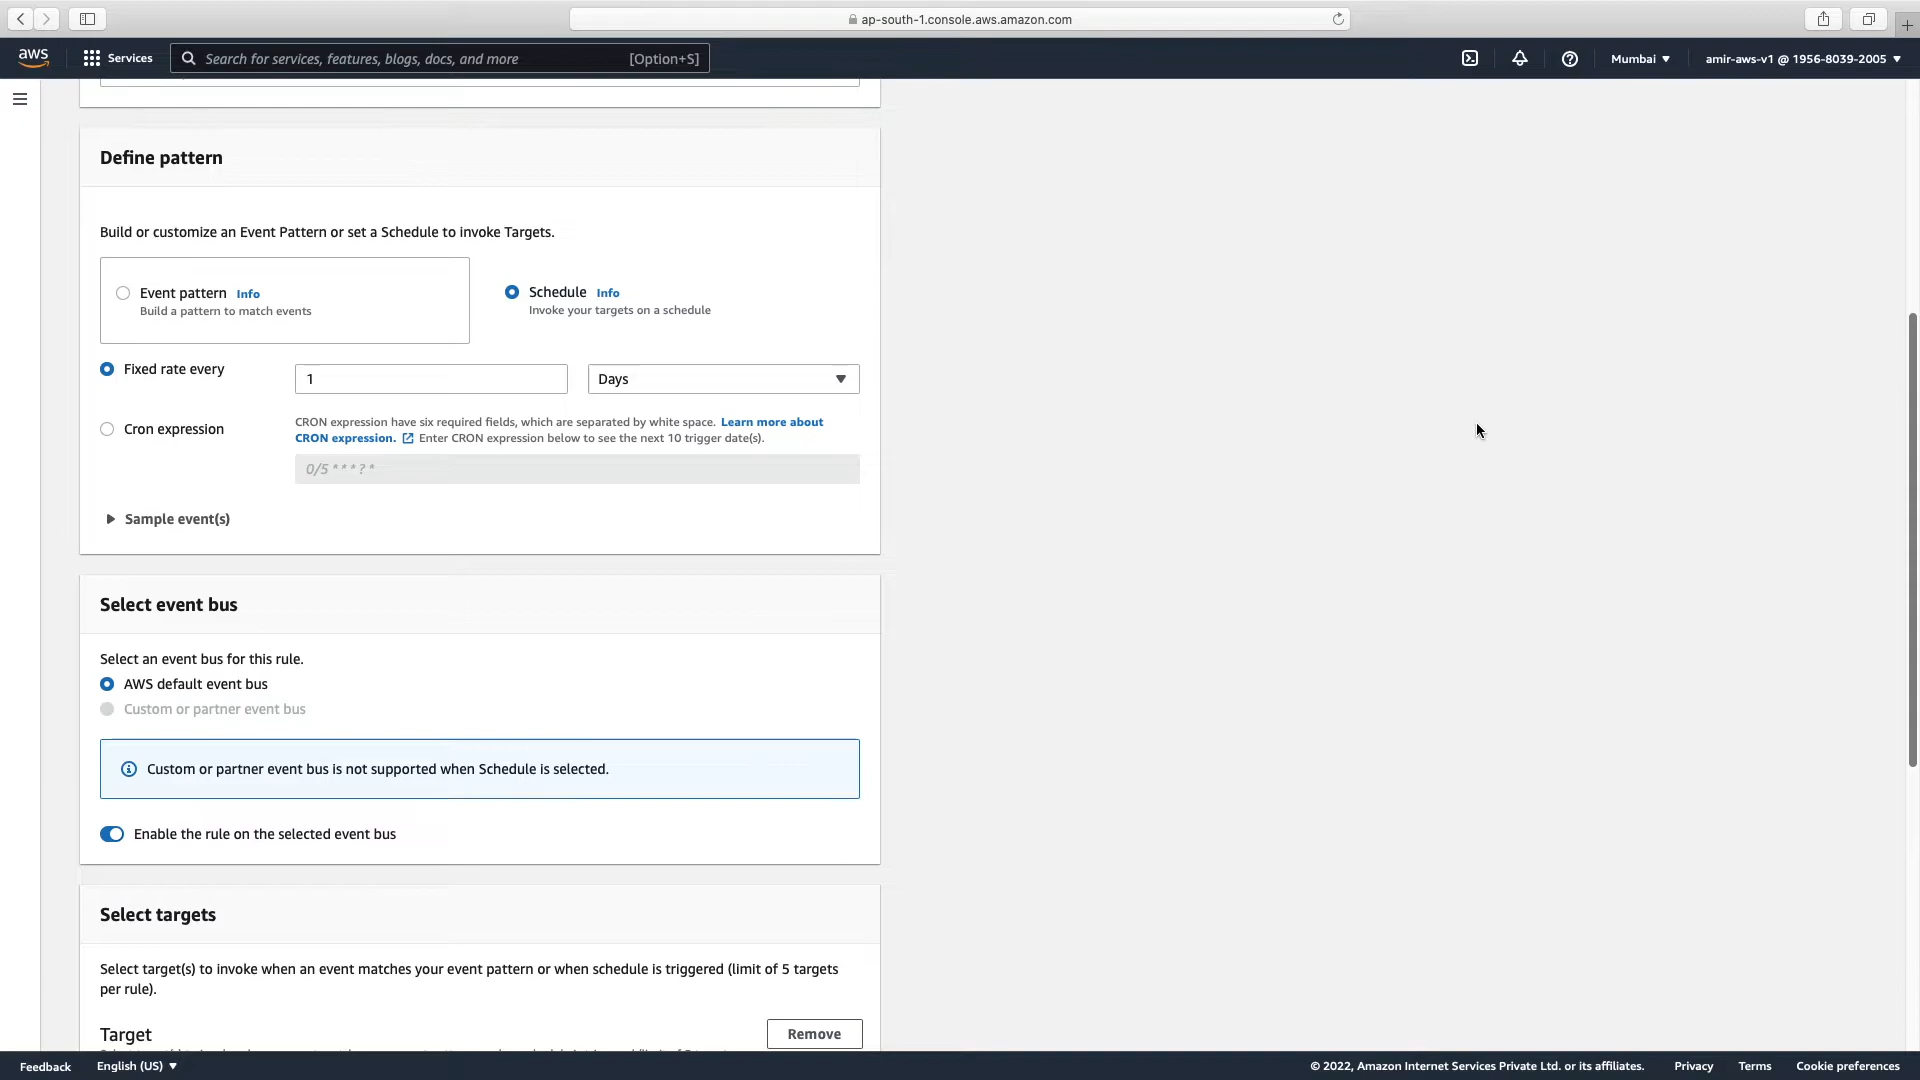 ap-south-1.console.aws.amazon.com
aws
Services
Search for services, features, blogs, docs, and more
[Option+S]
Mumbai
amir-aws-v1 @ 1956-8039-2005
Define pattern
Build or customize an Event Pattern or set a Schedule to invoke Targets.
Event pattern Info
Build a pattern to match events
Schedule Info
Invoke your targets on a schedule
Fixed rate every
1
Days
Cron expression
CRON expression have six required fields, which are separated by white space. Learn more about
CRON expression. Enter CRON expression below to see the next 10 trigger date(s).
0/5 * * * ? *
Sample event(s)
Select event bus
Select an event bus for this rule.
AWS default event bus
Custom or partner event bus
Custom or partner event bus is not supported when Schedule is selected.
Enable the rule on the selected event bus
Select targets
Select target(s) to invoke when an event matches your event pattern or when schedule is triggered (limit of 5 targets
per rule).
Target
Remove
Feedback
English (US)
© 2022, Amazon Internet Services Private Ltd. or its affiliates.
Privacy
Terms
Cookie preferences